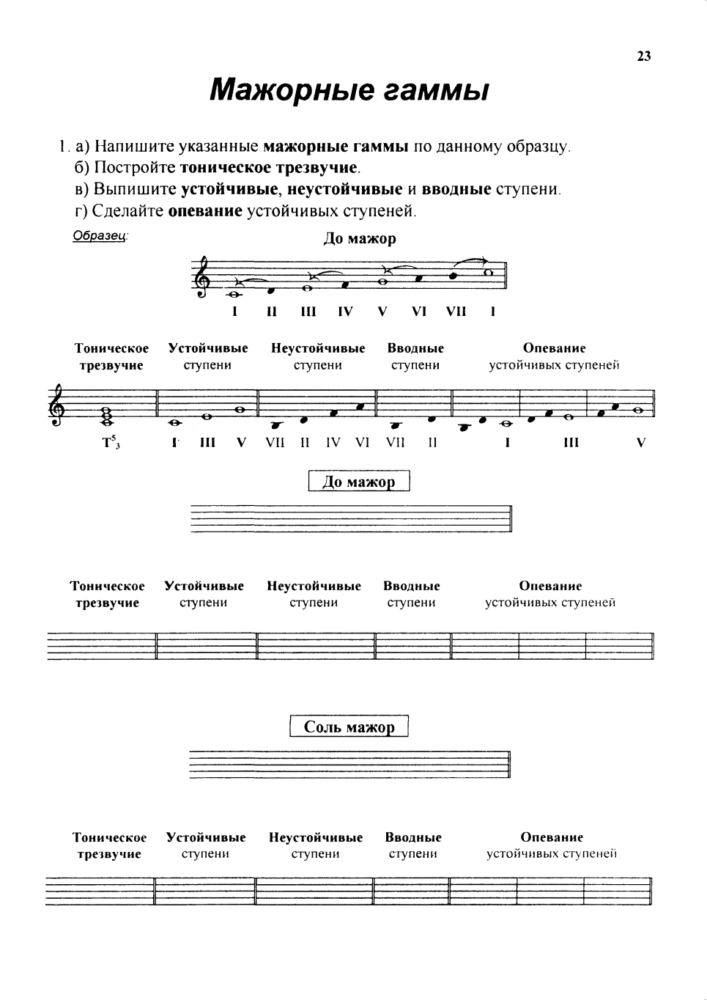 23
Мажорные гаммы
1. а) Напишите указанные мажорные гаммы по данному образцу.
б) Постройте тоническое трезвучие.
в) Выпишите устойчивые, неустойчивые и вводные ступени.
г) Сделайте опевание устойчивых ступеней.
Образец:
До мажор
I II III IV V VI VII I
Тоническое Устойчивые Неустойчивые Вводные Опевание
трезвучие ступени ступени ступени устойчивых ступеней
T5 3 I III V VII II IV VI VII II I III V
До мажор
Тоническое Устойчивые Неустойчивые Вводные Опевание
трезвучие ступени ступени ступени устойчивых ступеней
Соль мажор
Тоническое Устойчивые Неустойчивые Вводные Опевание
трезвучие ступени ступени ступени устойчивых ступеней